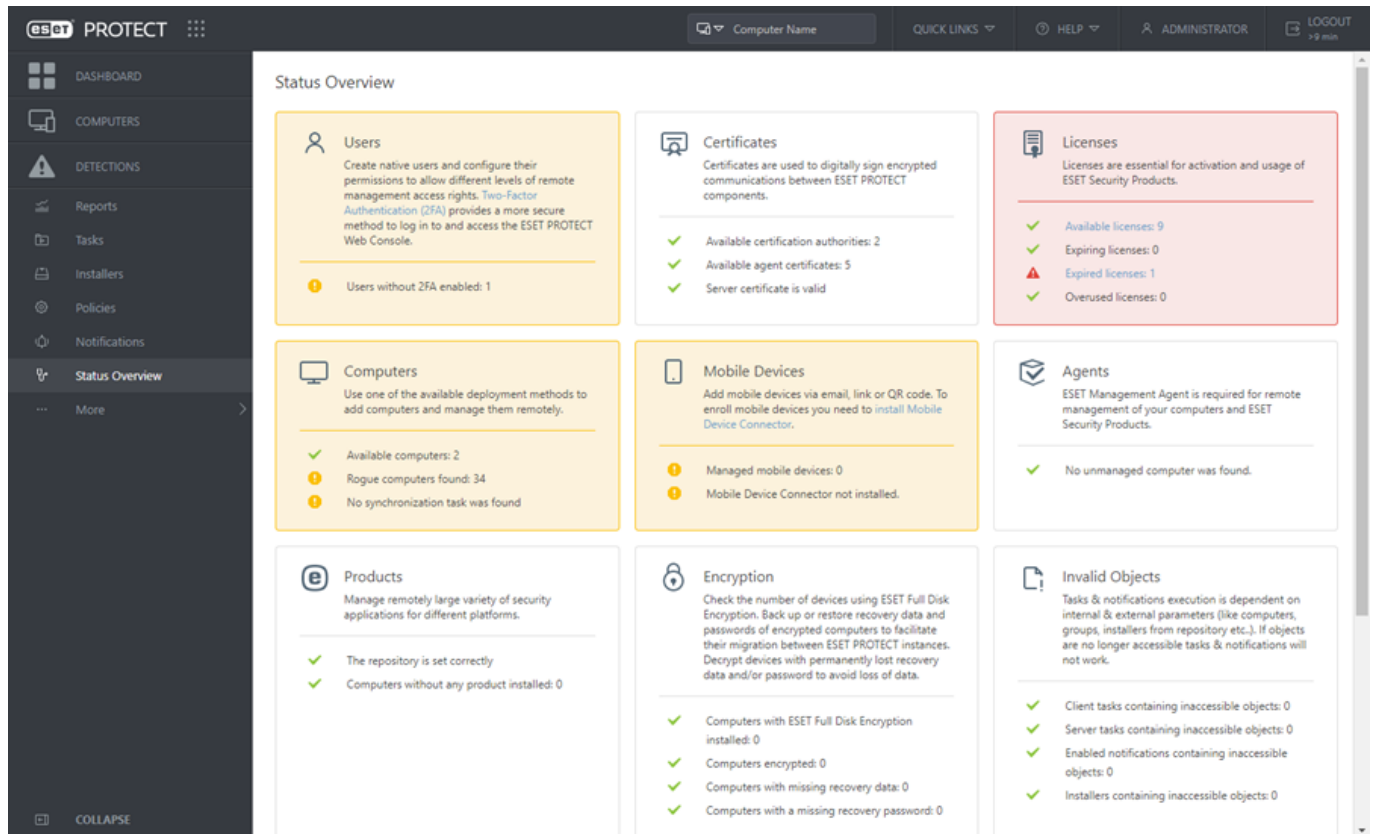 eset PROTECT
Computer Name
QUICK LINKS
HELP
ADMINISTRATOR
LOGOUT
>9 min
DASHBOARD
COMPUTERS
DETECTIONS
Reports
Tasks
Installers
Policies
Notifications
Status Overview
More
COLLAPSE
Status Overview
Users
Create native users and configure their
permissions to allow different levels of remote
management access rights. Two-Factor
Authentication (2FA) provides a more secure
method to log in to and access the ESET PROTECT
Web Console.
Users without 2FA enabled: 1
Certificates
Certificates are used to digitally sign encrypted
communications between ESET PROTECT
components.
Available certification authorities: 2
Available agent certificates: 5
Server certificate is valid
Licenses
Licenses are essential for activation and usage of
ESET Security Products.
Available licenses: 9
Expiring licenses: 0
Expired licenses: 1
Overused licenses: 0
Computers
Use one of the available deployment methods to
add computers and manage them remotely.
Available computers: 2
Rogue computers found: 34
No synchronization task was found
Mobile Devices
Add mobile devices via email, link or QR code. To
enroll mobile devices you need to install Mobile
Device Connector.
Managed mobile devices: 0
Mobile Device Connector not installed.
Agents
ESET Management Agent is required for remote
management of your computers and ESET
Security Products.
No unmanaged computer was found.
Products
Manage remotely large variety of security
applications for different platforms.
The repository is set correctly
Computers without any product installed: 0
Encryption
Check the number of devices using ESET Full Disk
Encryption. Back up or restore recovery data and
passwords of encrypted computers to facilitate
their migration between ESET PROTECT instances.
Decrypt devices with permanently lost recovery
data and/or password to avoid loss of data.
Computers with ESET Full Disk Encryption
installed: 0
Computers encrypted: 0
Computers with missing recovery data: 0
Computers with a missing recovery password: 0
Invalid Objects
Tasks & notifications execution is dependent on
internal & external parameters (like computers,
groups, installers from repository etc..). If objects
are no longer accessible tasks & notifications will
not work.
Client tasks containing inaccessible objects: 0
Server tasks containing inaccessible objects: 0
Enabled notifications containing inaccessible
objects: 0
Installers containing inaccessible objects: 0